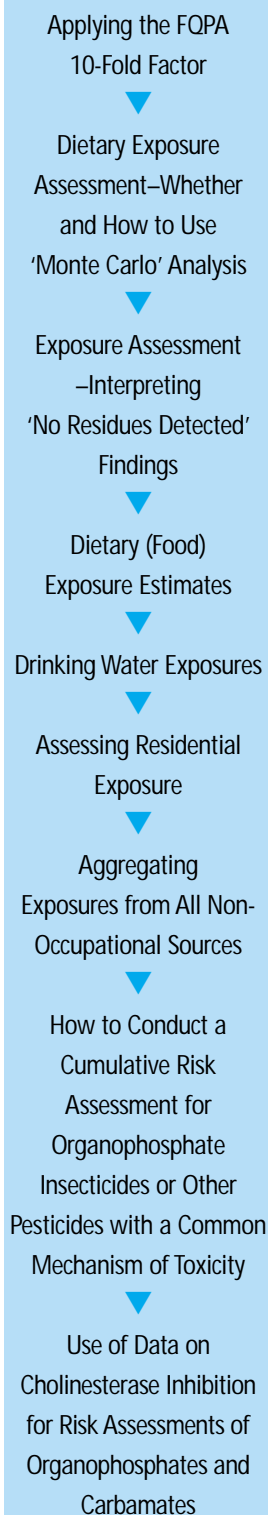 Applying the FQPA
10-Fold Factor
Dietary Exposure
Assessment–Whether
and How to Use
‘Monte Carlo’ Analysis
Exposure Assessment
–Interpreting
‘No Residues Detected’
Findings
Dietary (Food)
Exposure Estimates
Drinking Water Exposures
Assessing Residential
Exposure
Aggregating
Exposures from All Non-
Occupational Sources
How to Conduct a
Cumulative Risk
Assessment for
Organophosphate
Insecticides or Other
Pesticides with a Common
Mechanism of Toxicity
Use of Data on
Cholinesterase Inhibition
for Risk Assessments of
Organophosphates and
Carbamates